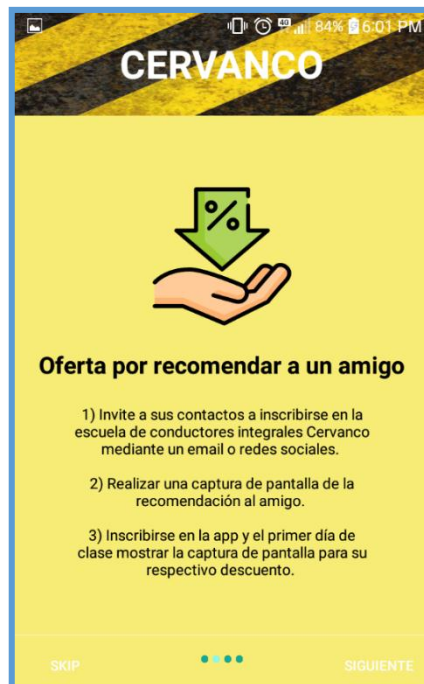 84% 6:01 PM
CERVANCO
%
Oferta por recomendar a un amigo
1) Invite a sus contactos a inscribirse en la
escuela de conductores integrales Cervanco
mediante un email o redes sociales.
2) Realizar una captura de pantalla de la
recomendación al amigo.
3) Inscribirse en la app y el primer día de
clase mostrar la captura de pantalla para su
respectivo descuento.
SKIP
SIGUIENTE